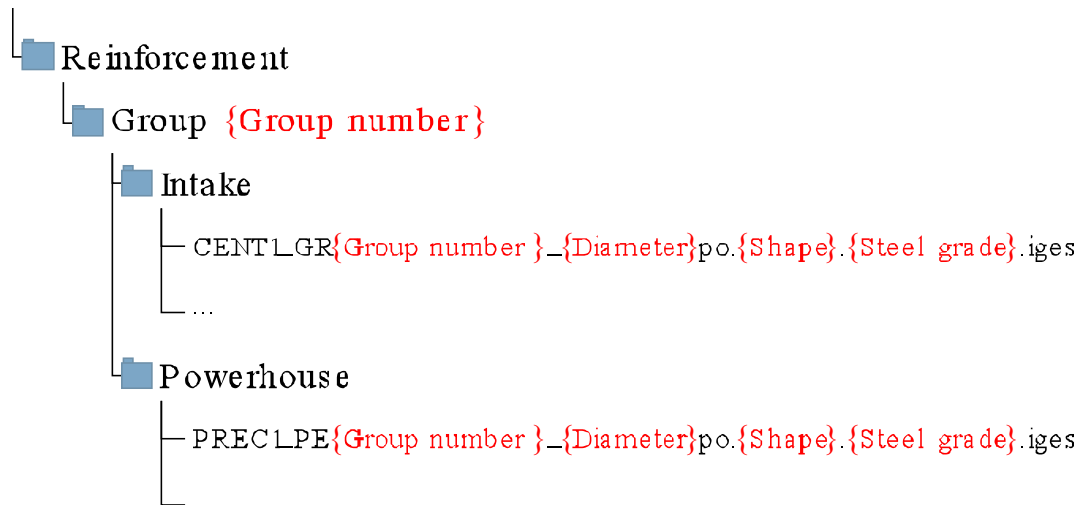 Reinforcement
Group {Group number}
Intake
CENT1_GR{Group number}_{Diameter}po.{Shape}.{Steel grade}.iges
...
Powerhouse
PREC1_PE{Group number}_{Diameter}po.{Shape}.{Steel grade}.iges